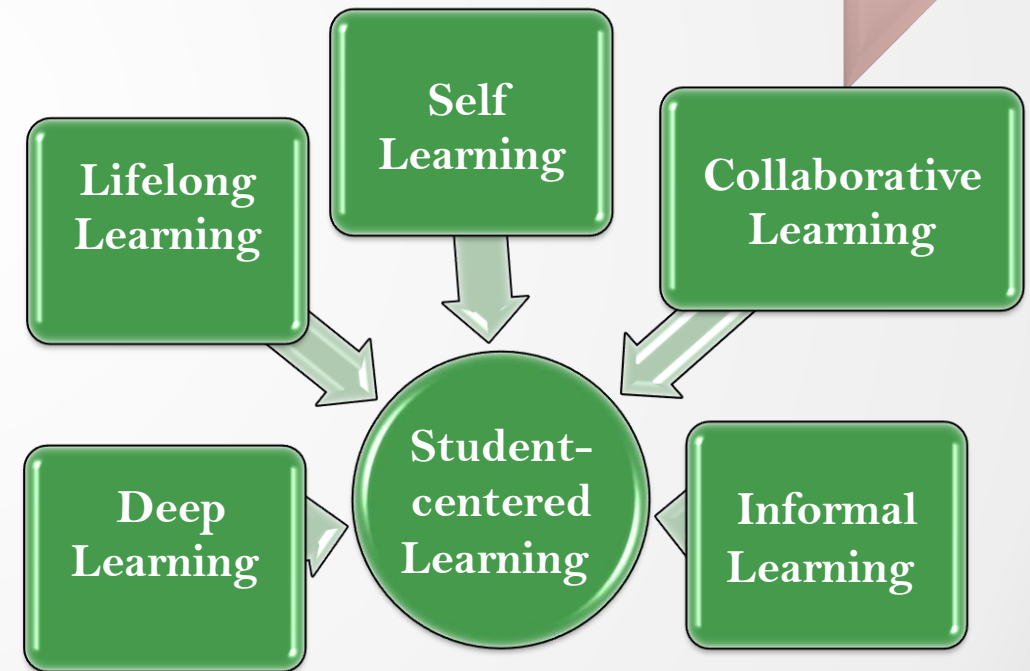 Self
Learning
Lifelong
Learning
Collaborative
Learning
Student-
centered
Learning
Deep
Learning
Informal
Learning